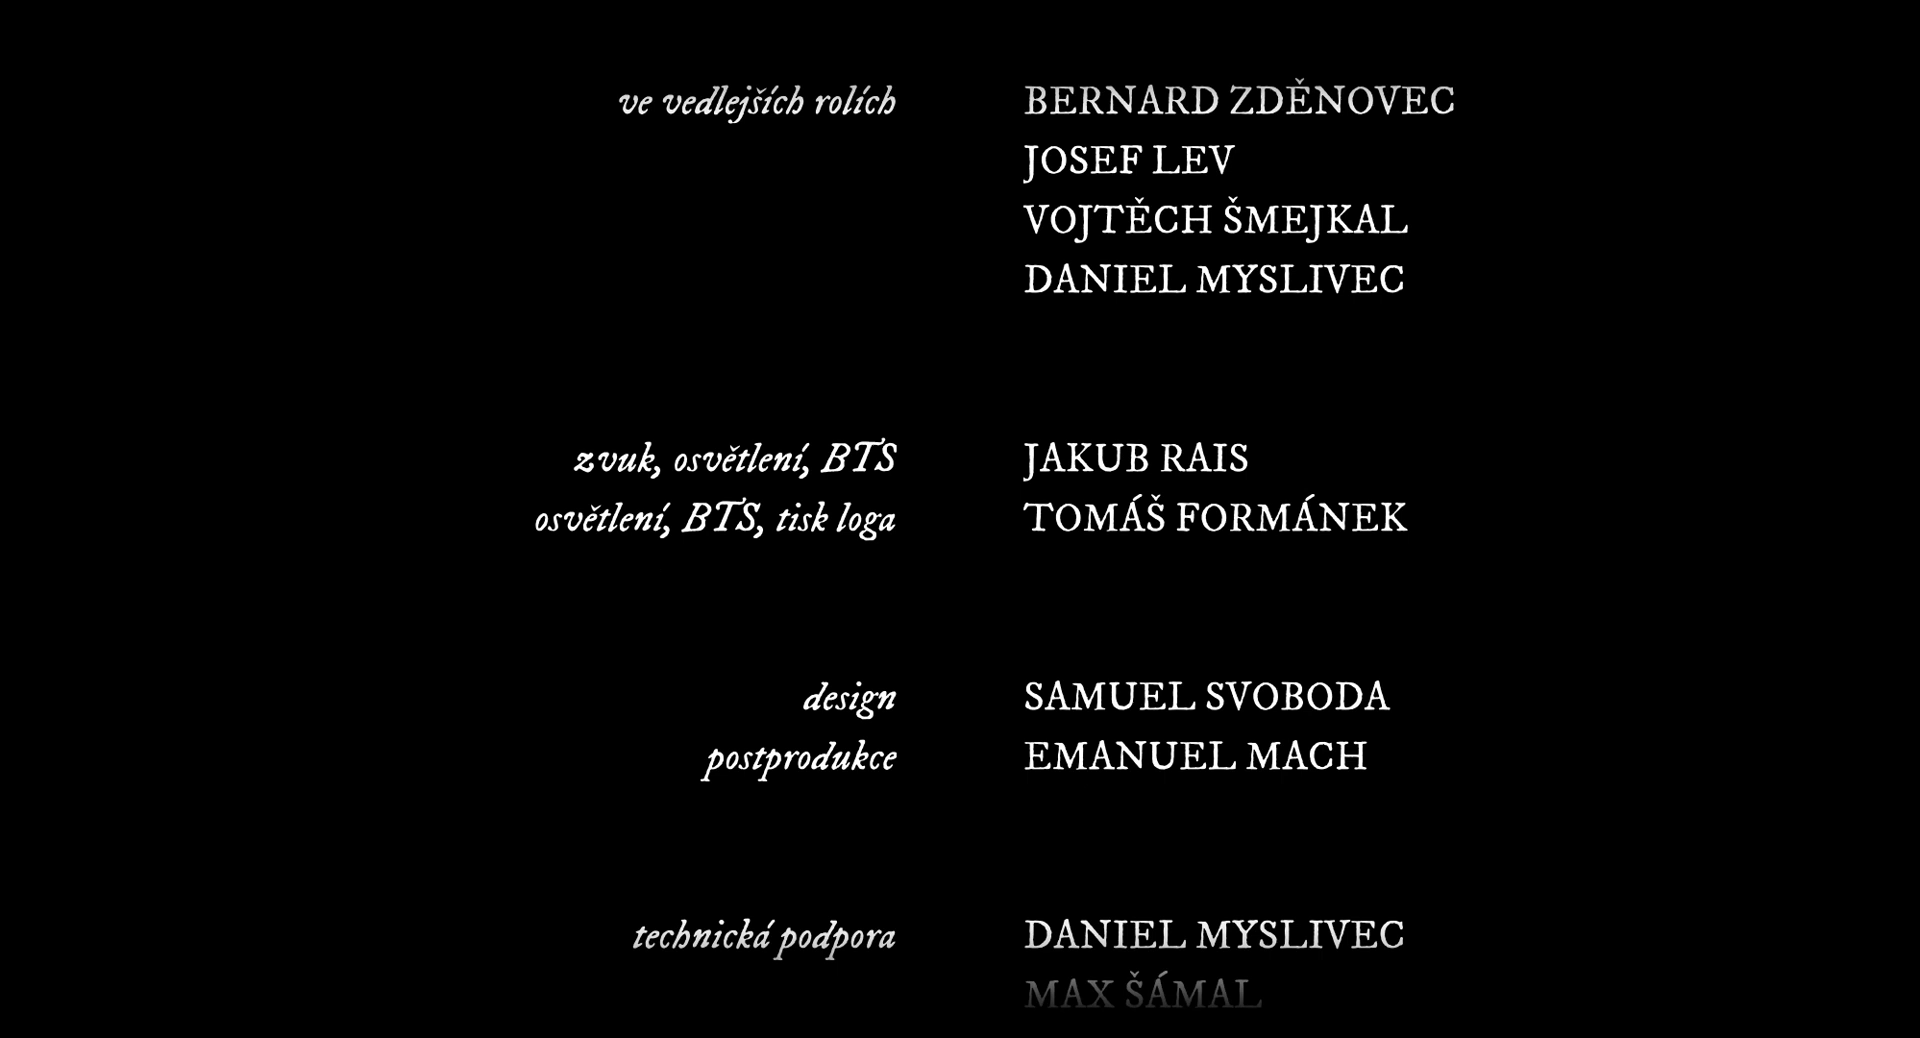 ve vedlejších rolích BERNARD ZDĚNOVEC
JOSEF LEV
VOJTĚCH ŠMEJKAL
DANIEL MYSLIVEC
zvuk, osvětlení, BTS JAKUB RAIS
osvětlení, BTS, tisk loga TOMÁŠ FORMÁNEK
design SAMUEL SVOBODA
postprodukce EMANUEL MACH
technická podpora DANIEL MYSLIVEC
MAX ŠÁMAL